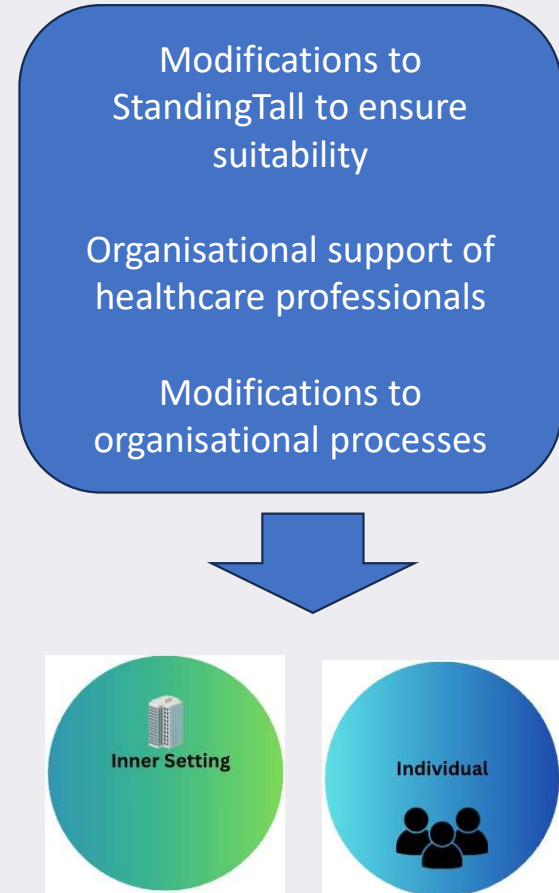 Modifications to
StandingTall to ensure
suitability
Organisational support of
healthcare professionals
Modifications to
organisational processes
Inner Setting
Individual